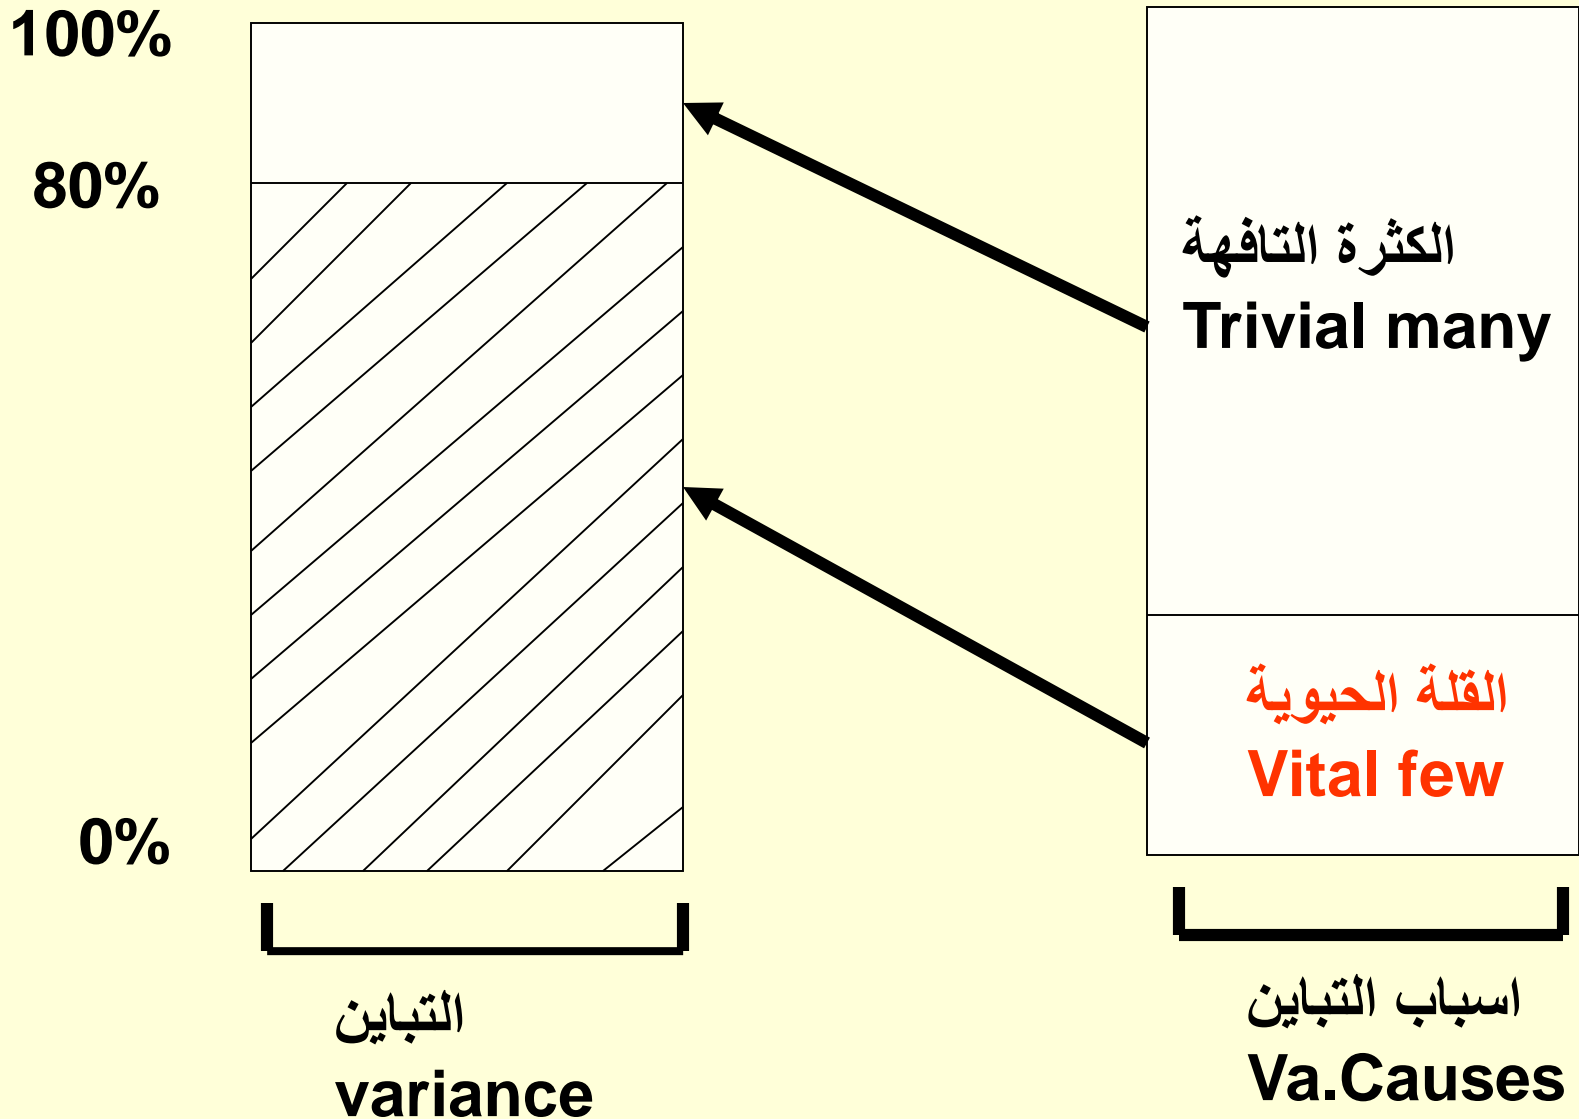 100%
80%
0%
التباين
variance
الكثرة التافهة
Trivial many
القلة الحيوية
Vital few
اسباب التباين
Va.Causes